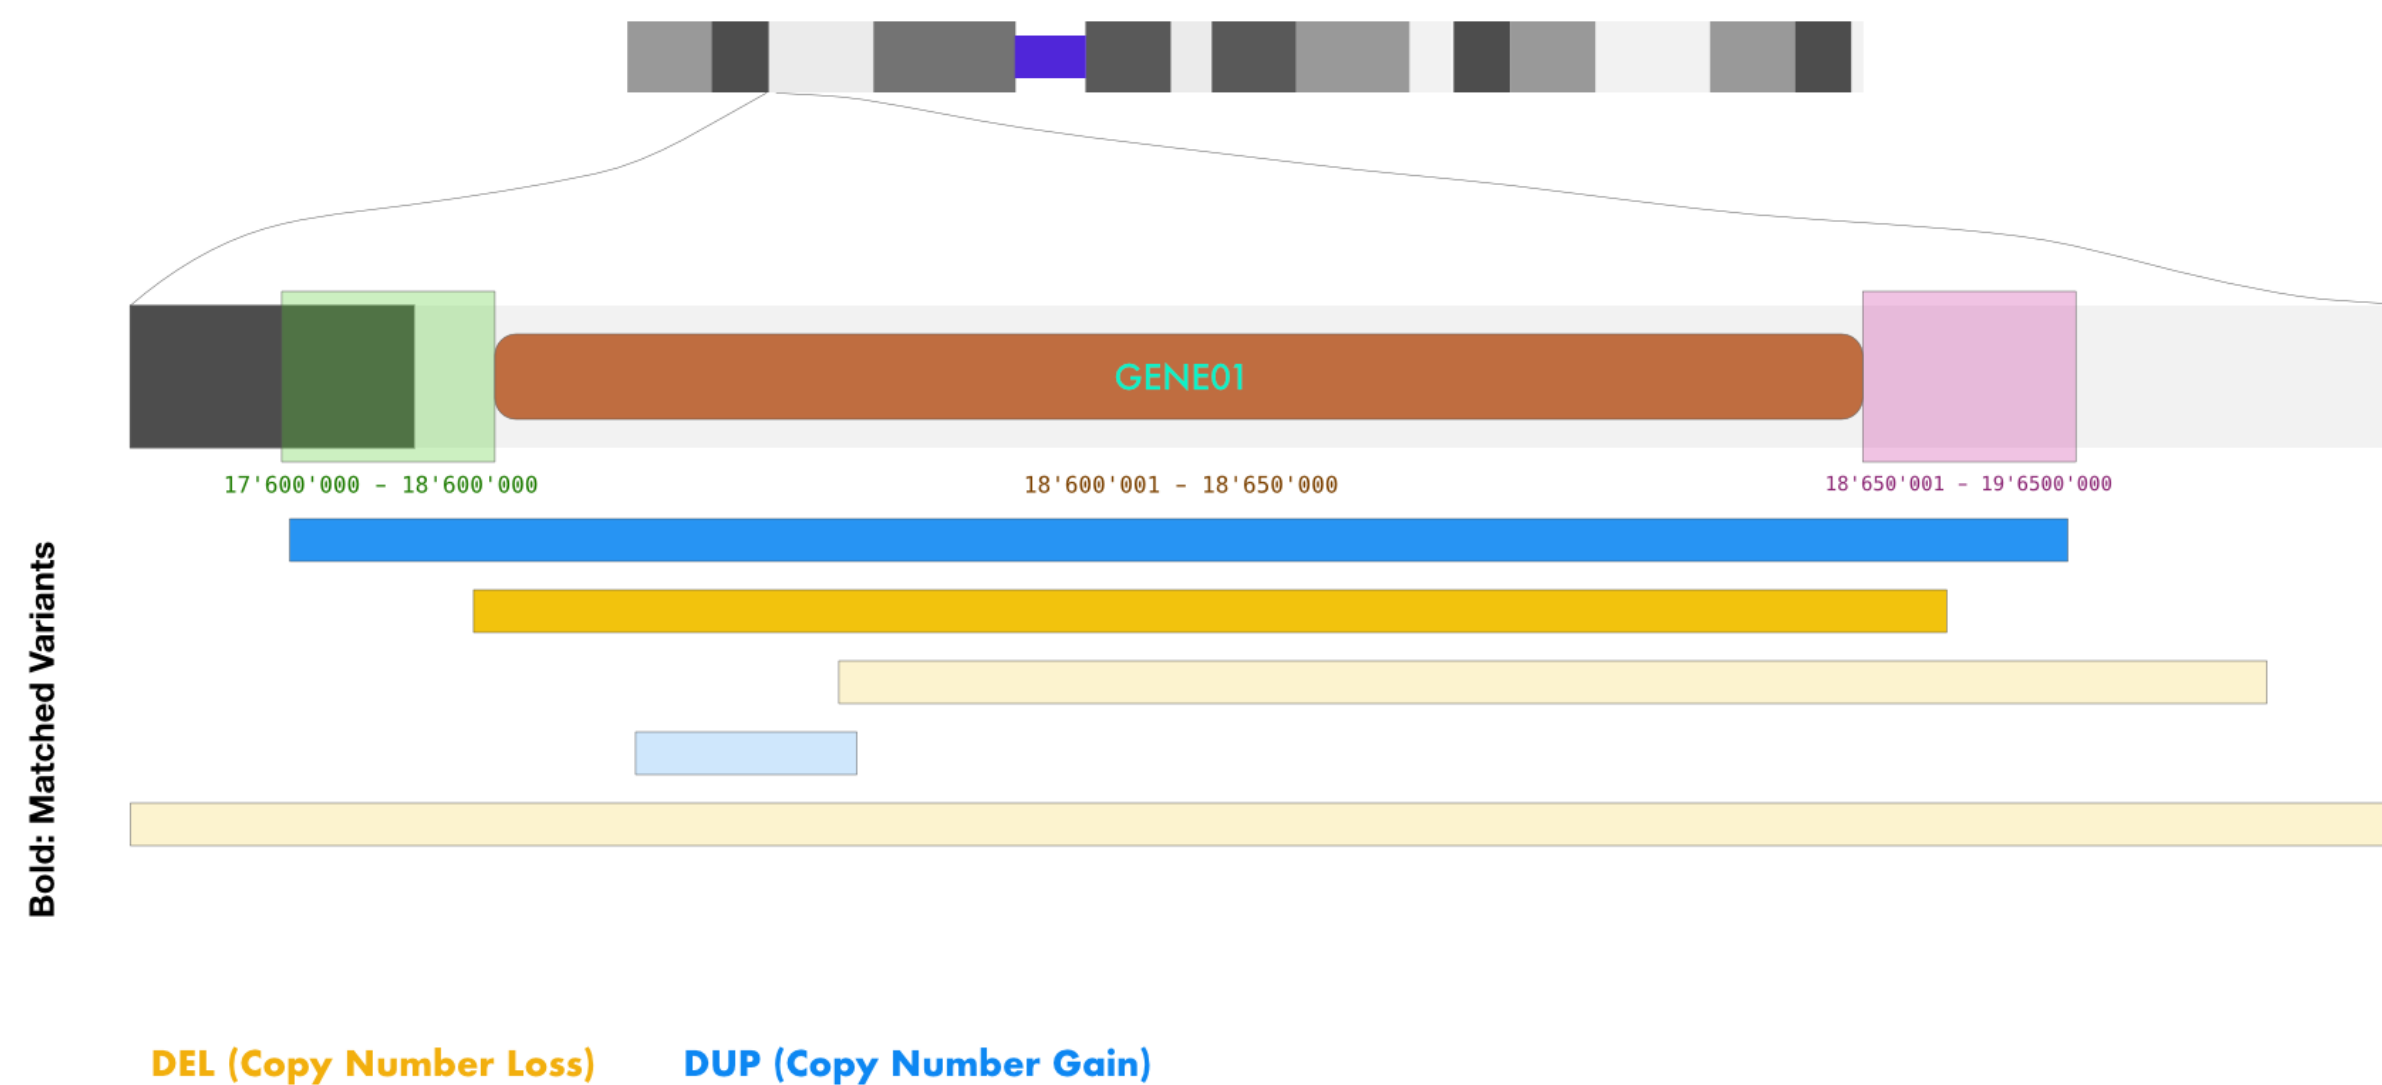 GENE01
17'600'000 - 18'600'000
18'600'001 - 18'650'000
18'650'001 - 19'6500'000
Bold: Matched Variants
DEL (Copy Number Loss)
DUP (Copy Number Gain)